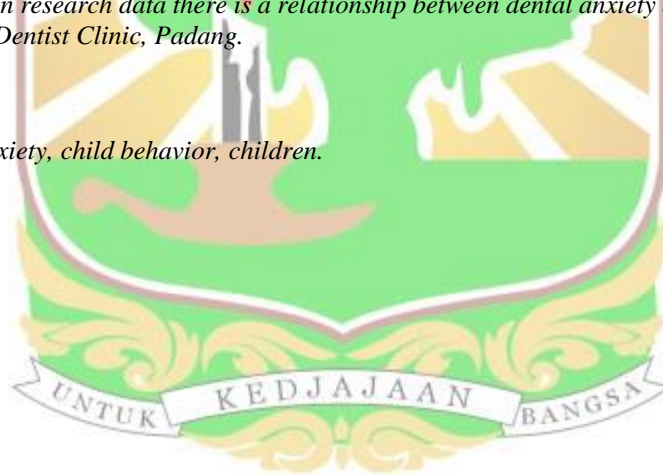 n research data there is a relationship between dental anxiety
Dentist Clinic, Padang.
xiety, child behavior, children.
UNTUK KEDJAJAAN BANGSA